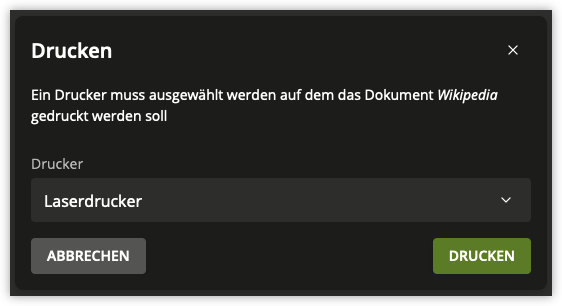 Drucken
Ein Drucker muss ausgewählt werden auf dem das Dokument Wikipedia
gedruckt werden soll
Drucker
Laserdrucker
ABBRECHEN
DRUCKEN